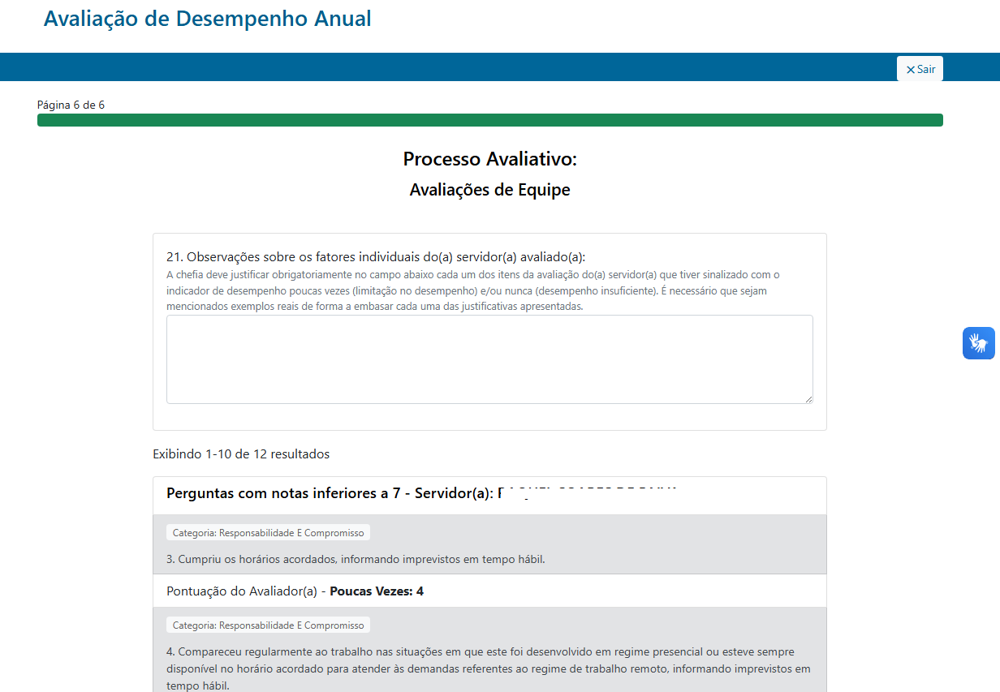 Avaliação de Desempenho Anual
Sair
Página 6 de 6
Processo Avaliativo:
Avaliações de Equipe
21. Observações sobre os fatores individuais do(a) servidor(a) avaliado(a):
A chefia deve justificar obrigatoriamente no campo abaixo cada um dos itens da avaliação do(a) servidor(a) que tiver sinalizado com o
indicador de desempenho poucas vezes (limitação no desempenho) e/ou nunca (desempenho insuficiente). É necessário que sejam
mencionados exemplos reais de forma a embasar cada uma das justificativas apresentadas.
Exibindo 1-10 de 12 resultados
Perguntas com notas inferiores a 7 - Servidor(a):
Categoria: Responsabilidade E Compromisso
3. Cumpriu os horários acordados, informando imprevistos em tempo hábil.
Pontuação do Avaliador(a) - Poucas Vezes: 4
Categoria: Responsabilidade E Compromisso
4. Compareceu regularmente ao trabalho nas situações em que este foi desenvolvido em regime presencial ou esteve sempre
disponível no horário acordado para atender às demandas referentes ao regime de trabalho remoto, informando imprevistos em
tempo hábil.